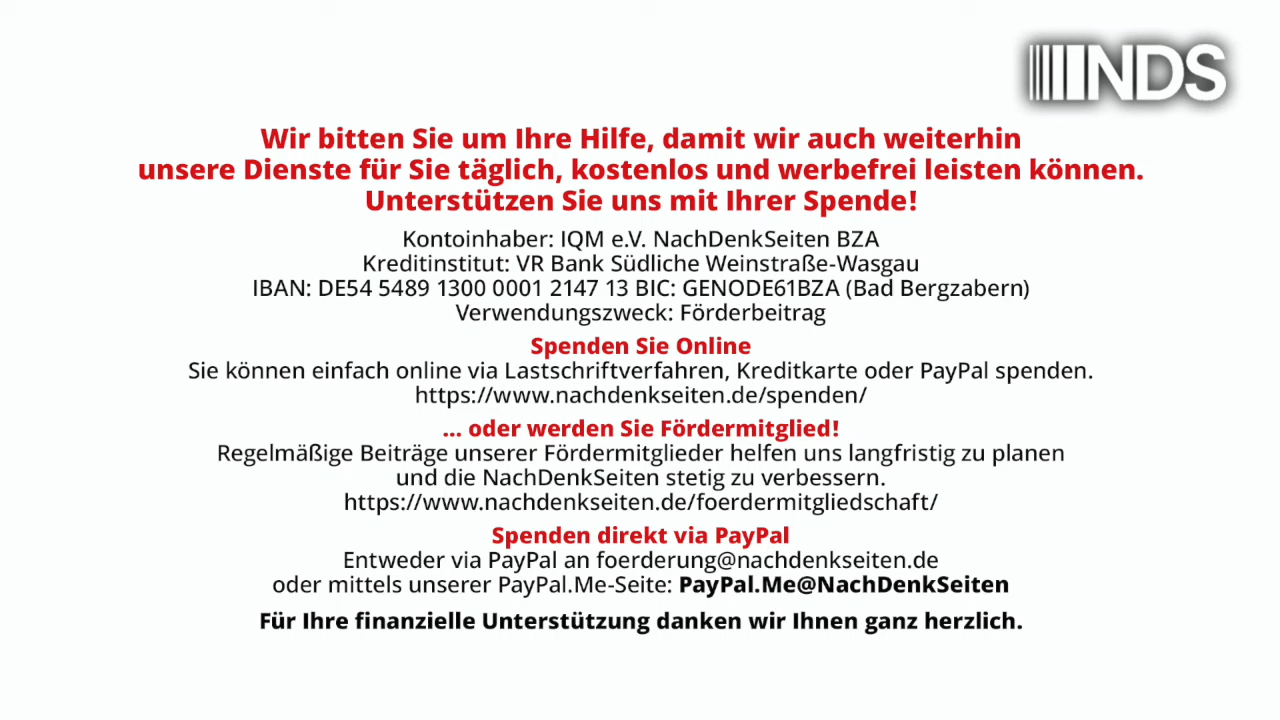 NDS
Wir bitten Sie um Ihre Hilfe, damit wir auch weiterhin
unsere Dienste für Sie täglich, kostenlos und werbefrei leisten können.
Unterstützen Sie uns mit Ihrer Spende!
Kontoinhaber: IQM e.V. NachDenkSeiten BZA
Kreditinstitut: VR Bank Südliche Weinstraße-Wasgau
IBAN: DE54 5489 1300 0001 2147 13 BIC: GENODE61BZA (Bad Bergzabern)
Verwendungszweck: Förderbeitrag
Spenden Sie Online
Sie können einfach online via Lastschriftverfahren, Kreditkarte oder PayPal spenden.
https://www.nachdenkseiten.de/spenden/
... oder werden Sie Fördermitglied!
Regelmäßige Beiträge unserer Fördermitglieder helfen uns langfristig zu planen
und die NachDenkSeiten stetig zu verbessern.
https://www.nachdenkseiten.de/foerdermitgliedschaft/
Spenden direkt via PayPal
Entweder via PayPal an foerderung@nachdenkseiten.de
oder mittels unserer PayPal.Me-Seite: PayPal.Me@NachDenkSeiten
Für Ihre finanzielle Unterstützung danken wir Ihnen ganz herzlich.